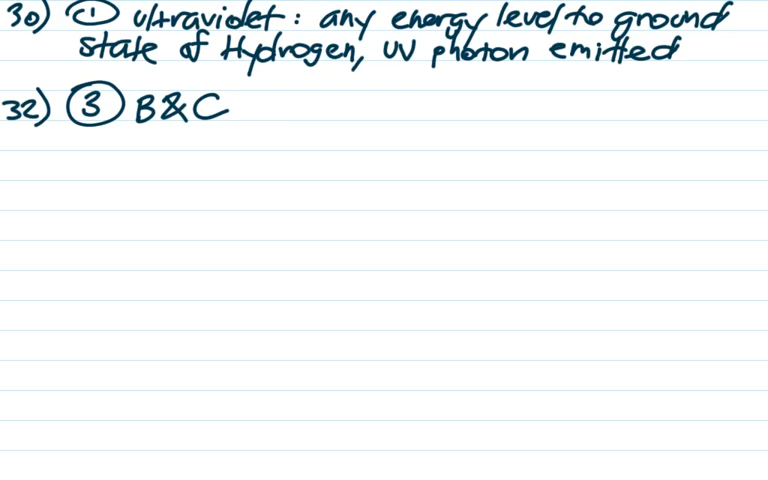 30) ① Ultraviolet: any energy level to ground
state of Hydrogen, UV photon emitted
32) ③ B&C